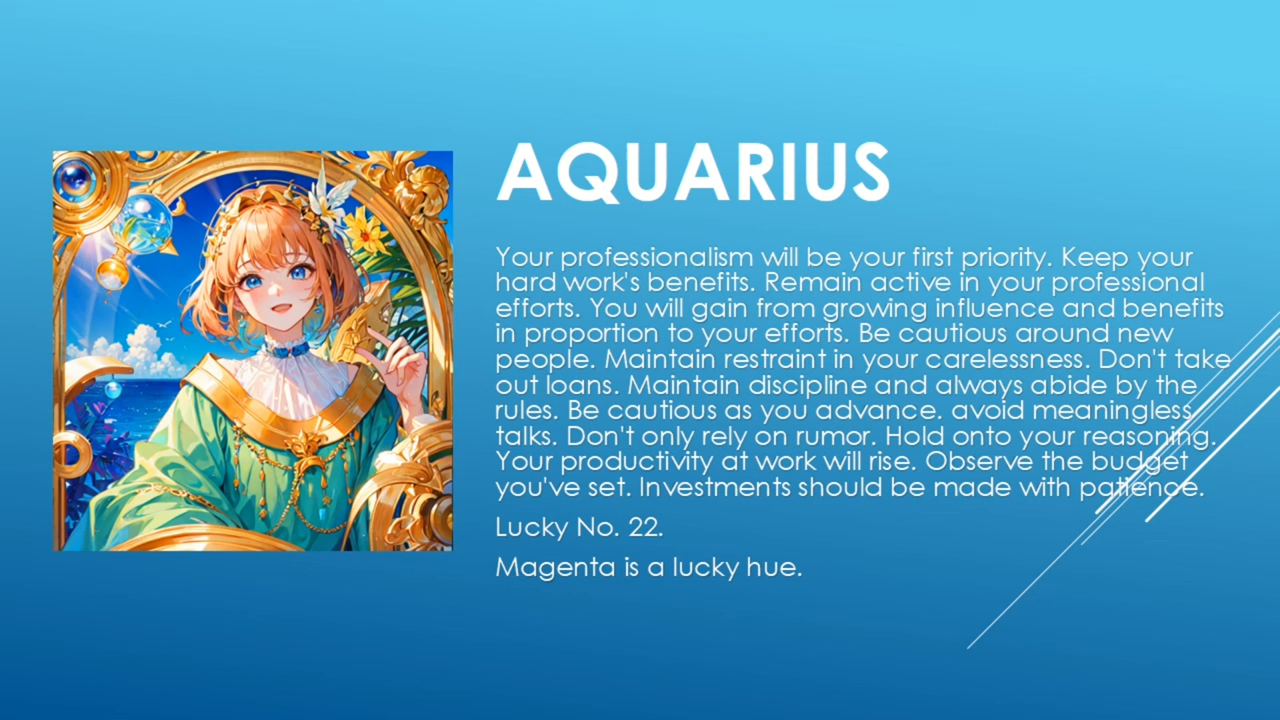 AQUARIUS
Your professionalism will be your first priority. Keep your
hard work's benefits. Remain active in your professional
efforts. You will gain from growing influence and benefits
in proportion to your efforts. Be cautious around new
people. Maintain restraint in your carelessness. Don't take
out loans. Maintain discipline and always abide by the
rules. Be cautious as you advance. avoid meaningless
talks. Don't only rely on rumor. Hold onto your reasoning.
Your productivity at work will rise. Observe the budget
you've set. Investments should be made with patience.
Lucky No. 22.
Magenta is a lucky hue.